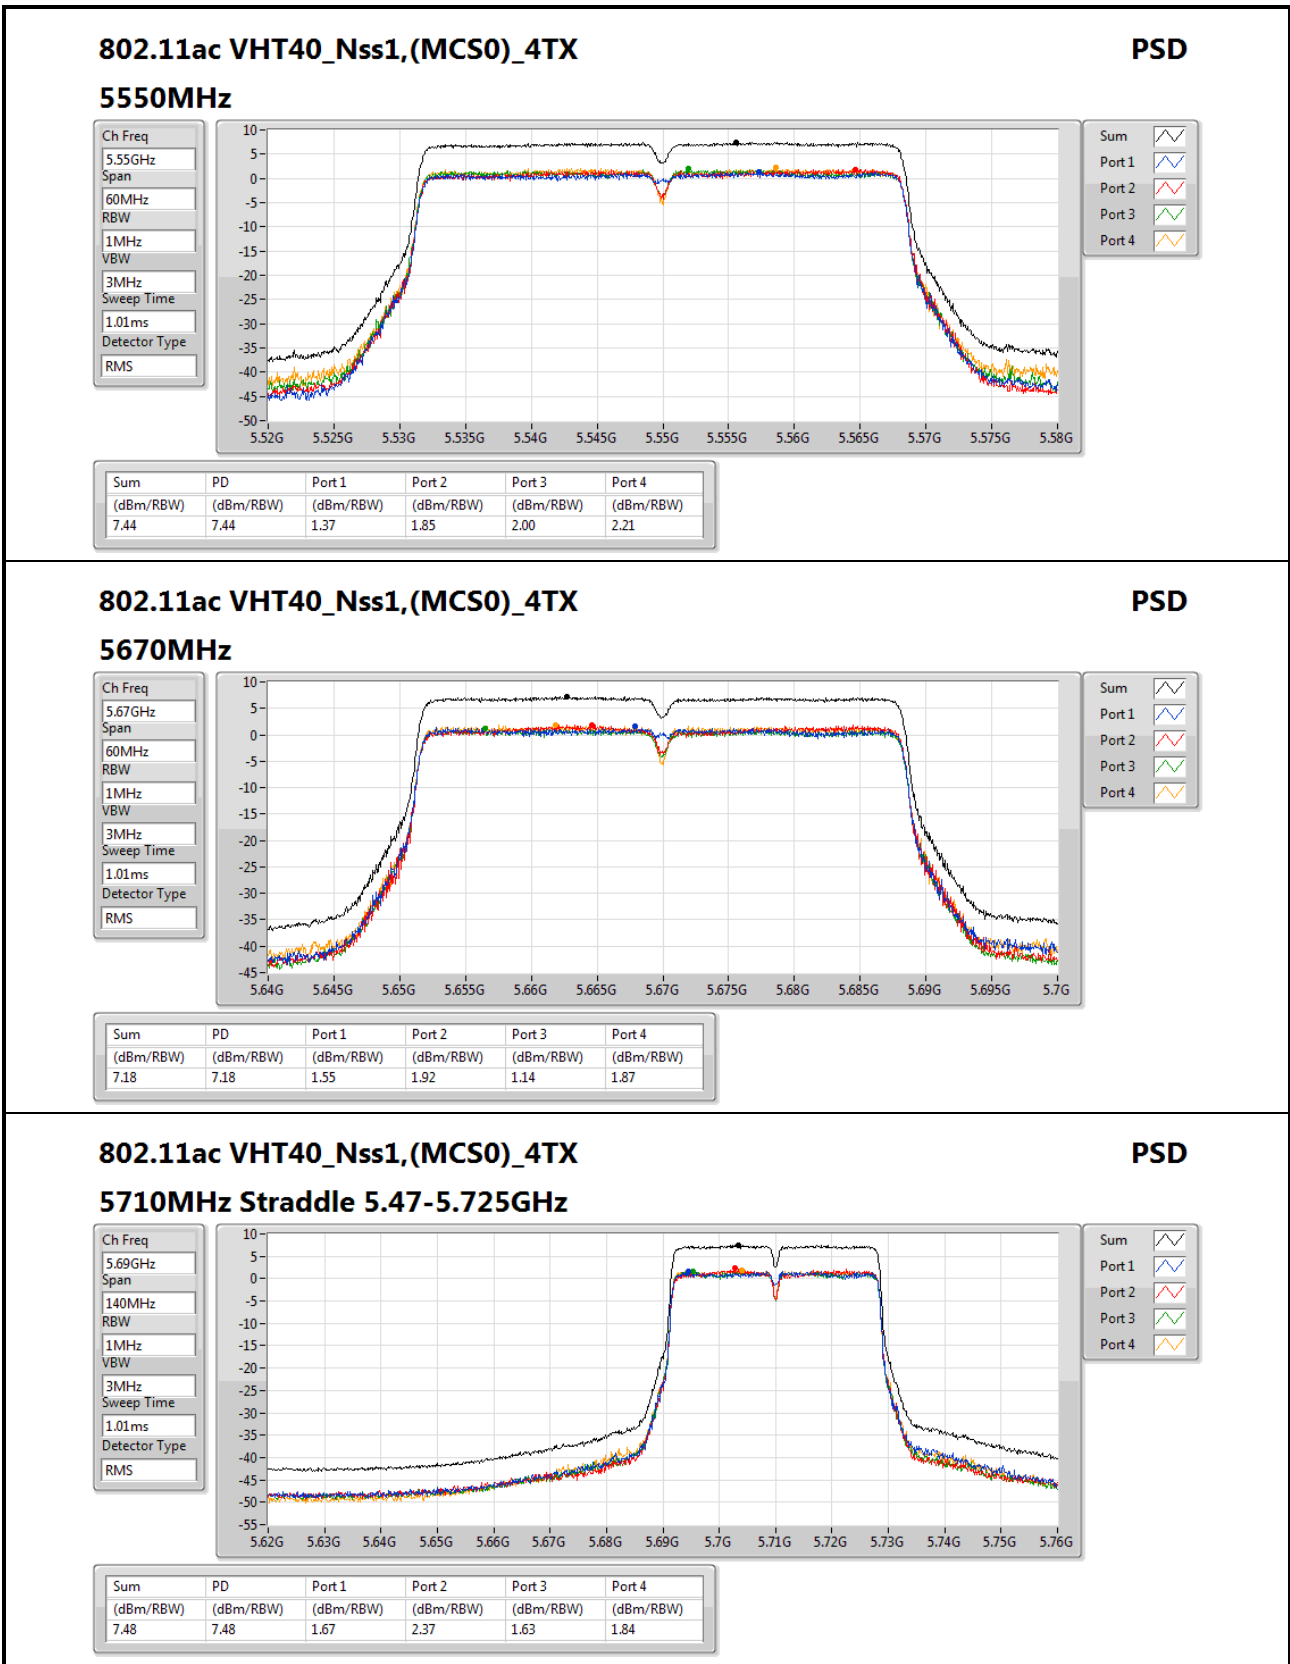 802.11ac VHT40_Nss1,(MCS0)_4TX PSD
5550MHz
Ch Freq
5.55GHz
Span
60MHz
RBW
1MHz
VBW
3MHz
Sweep Time
1.01ms
Detector Type
RMS
10
5
0
-5
-10
-15
-20
-25
-30
-35
-40
-45
-50
5.52G 5.525G 5.53G 5.535G 5.54G 5.545G 5.55G 5.555G 5.56G 5.565G 5.57G 5.575G 5.58G
Sum
Port 1
Port 2
Port 3
Port 4
Sum PD Port 1 Port 2 Port 3 Port 4
(dBm/RBW) (dBm/RBW) (dBm/RBW) (dBm/RBW) (dBm/RBW) (dBm/RBW)
7.44 7.44 1.37 1.85 2.00 2.21
802.11ac VHT40_Nss1,(MCS0)_4TX PSD
5670MHz
Ch Freq
5.67GHz
Span
60MHz
RBW
1MHz
VBW
3MHz
Sweep Time
1.01ms
Detector Type
RMS
10
5
0
-5
-10
-15
-20
-25
-30
-35
-40
-45
5.64G 5.645G 5.65G 5.655G 5.66G 5.665G 5.67G 5.675G 5.68G 5.685G 5.69G 5.695G 5.7G
Sum
Port 1
Port 2
Port 3
Port 4
Sum PD Port 1 Port 2 Port 3 Port 4
(dBm/RBW) (dBm/RBW) (dBm/RBW) (dBm/RBW) (dBm/RBW) (dBm/RBW)
7.18 7.18 1.55 1.92 1.14 1.87
802.11ac VHT40_Nss1,(MCS0)_4TX PSD
5710MHz Straddle 5.47-5.725GHz
Ch Freq
5.69GHz
Span
140MHz
RBW
1MHz
VBW
3MHz
Sweep Time
1.01ms
Detector Type
RMS
10
5
0
-5
-10
-15
-20
-25
-30
-35
-40
-45
-50
-55
5.62G 5.63G 5.64G 5.65G 5.66G 5.67G 5.68G 5.69G 5.7G 5.71G 5.72G 5.73G 5.74G 5.75G 5.76G
Sum
Port 1
Port 2
Port 3
Port 4
Sum PD Port 1 Port 2 Port 3 Port 4
(dBm/RBW) (dBm/RBW) (dBm/RBW) (dBm/RBW) (dBm/RBW) (dBm/RBW)
7.48 7.48 1.67 2.37 1.63 1.84